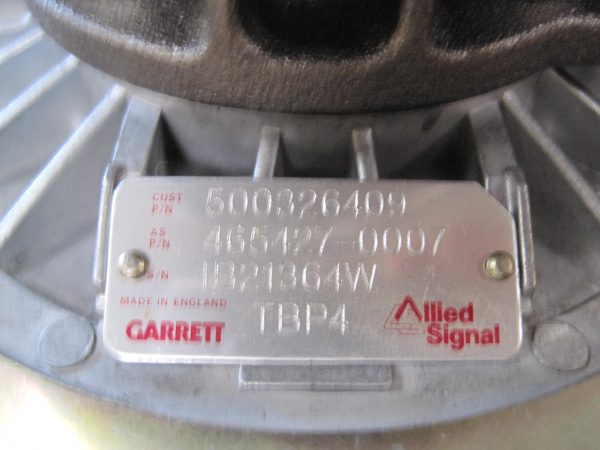 CUST P/N 500326409
AS P/N 465427-0007
S/N IB21364W
MADE IN ENGLAND TBP4
GARRETT Allied Signal